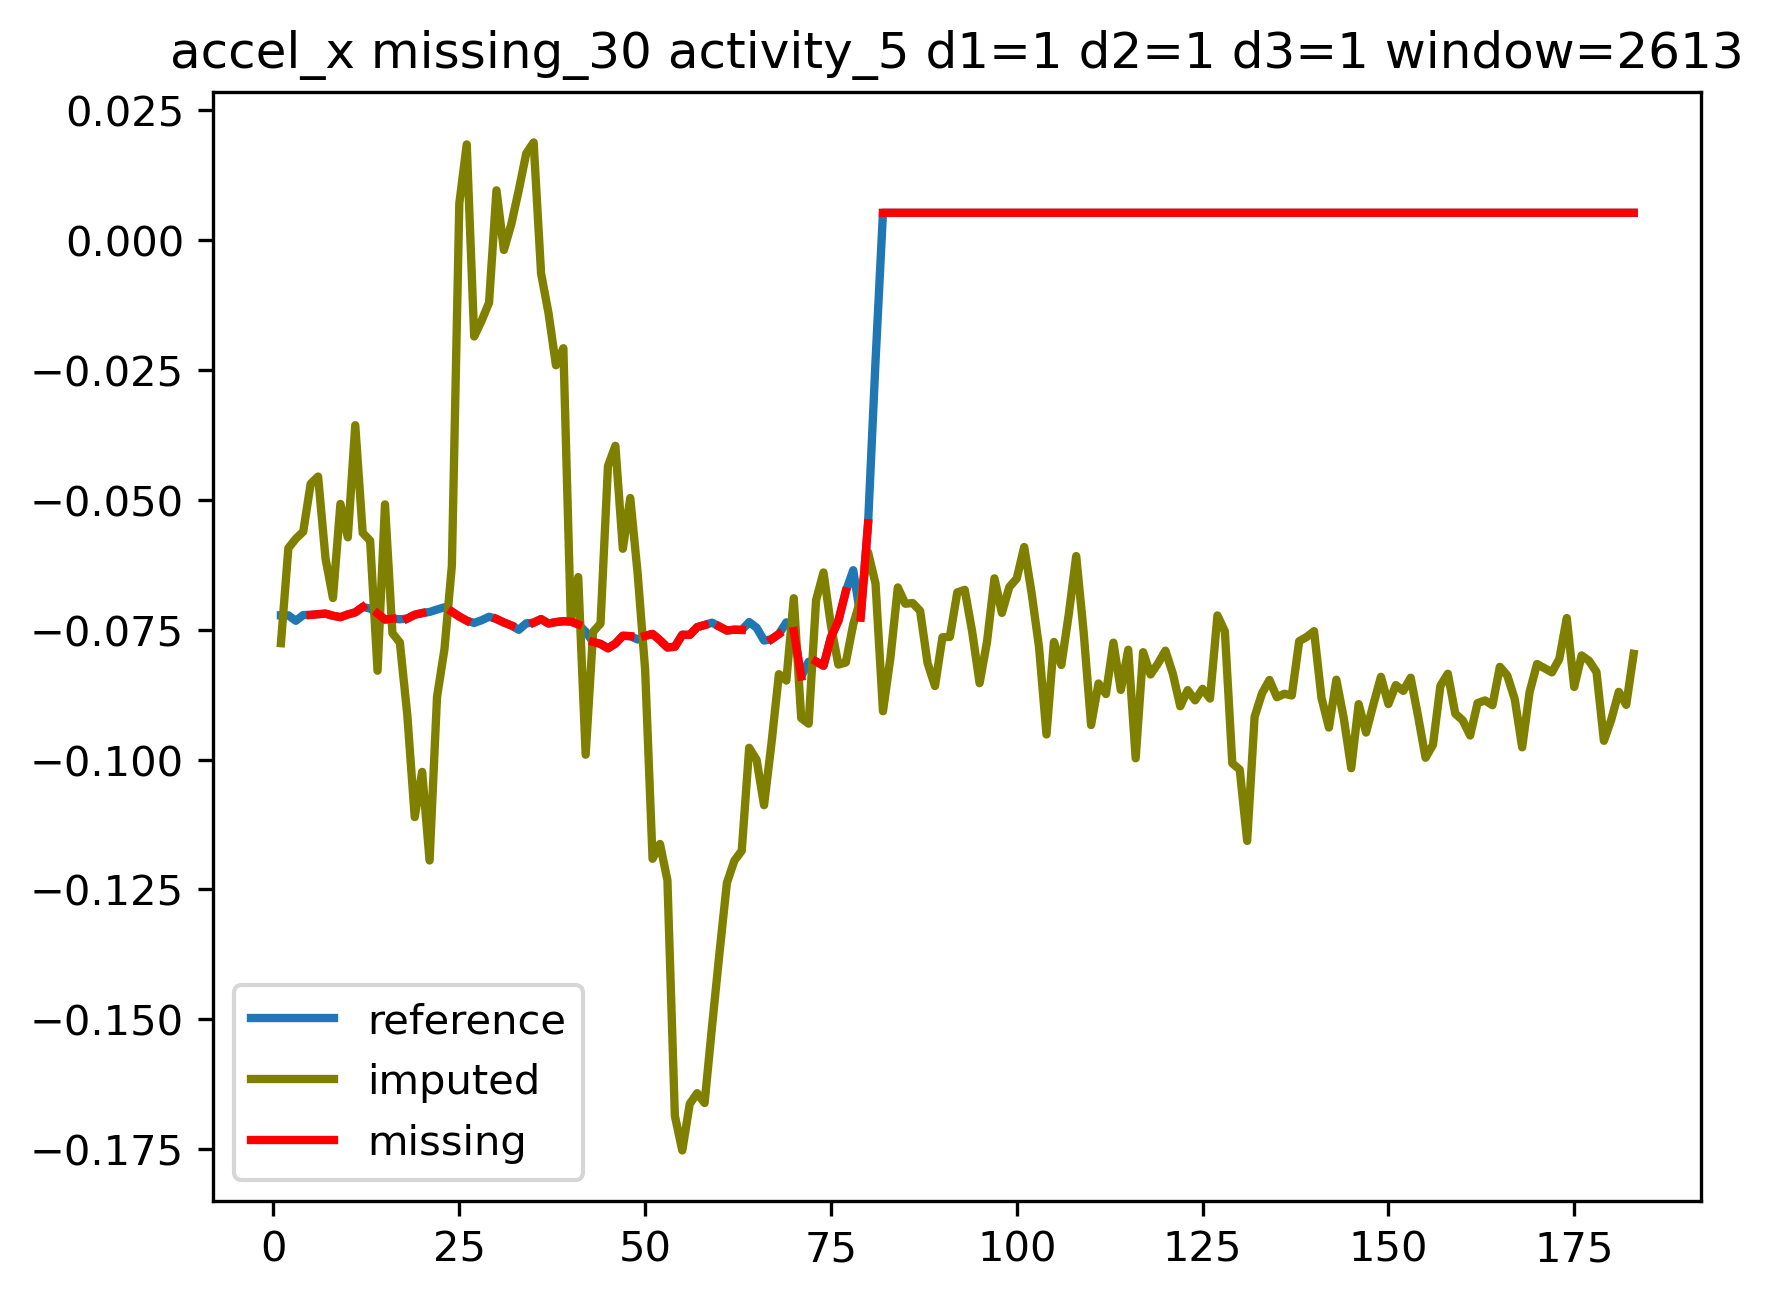 accel_x missing_30 activity_5 d1=1 d2=1 d3=1 window=2613
0.025
0.000
−0.025
−0.050
−0.075
−0.100
−0.125
−0.150
−0.175
reference
imputed
missing
0 25 50 75 100 125 150 175